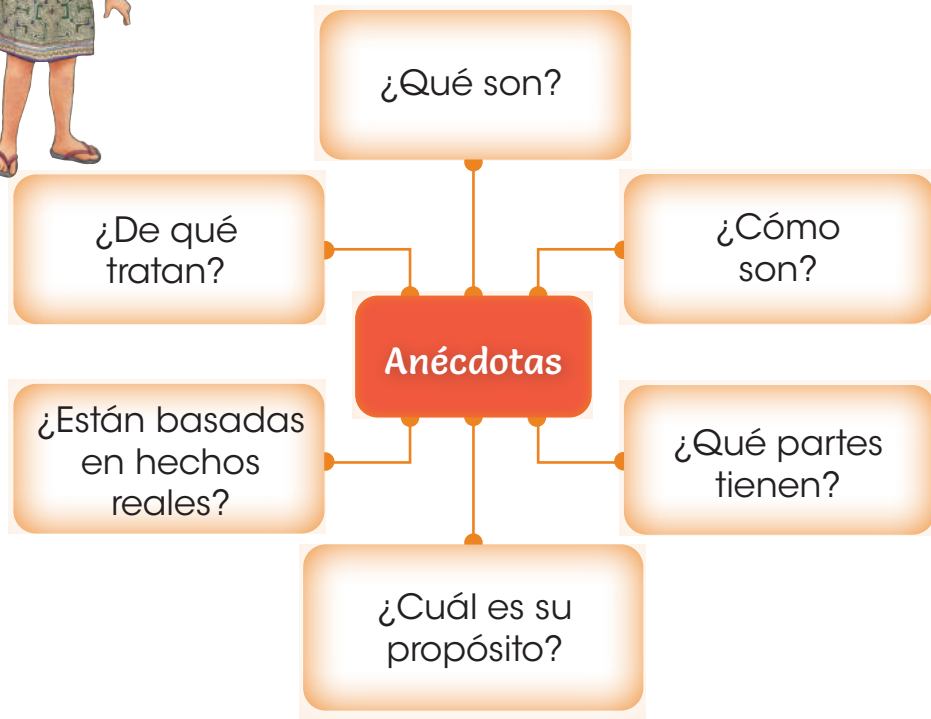 ¿Qué son?
¿De qué
tratan?
¿Cómo
son?
Anécdotas
¿Están basadas
en hechos
reales?
¿Qué partes
tienen?
¿Cuál es su
propósito?